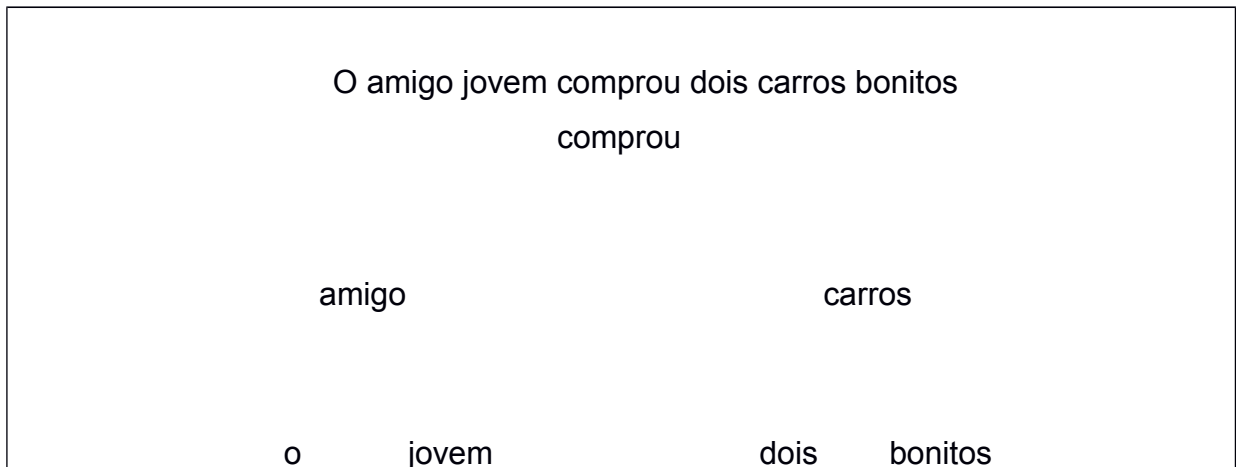 O amigo jovem comprou dois carros bonitos
comprou
amigo carros
o jovem dois bonitos